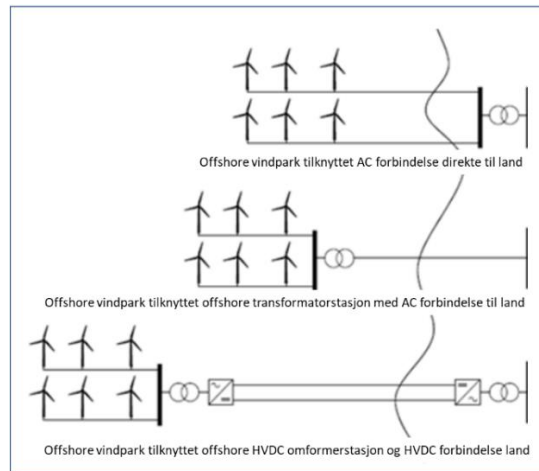 Offshore vindpark tilknyttet AC forbindelse direkte til land
Offshore vindpark tilknyttet offshore transformatorstasjon med AC forbindelse til land
Offshore vindpark tilknyttet offshore HVDC omformerstasjon og HVDC forbindelse land